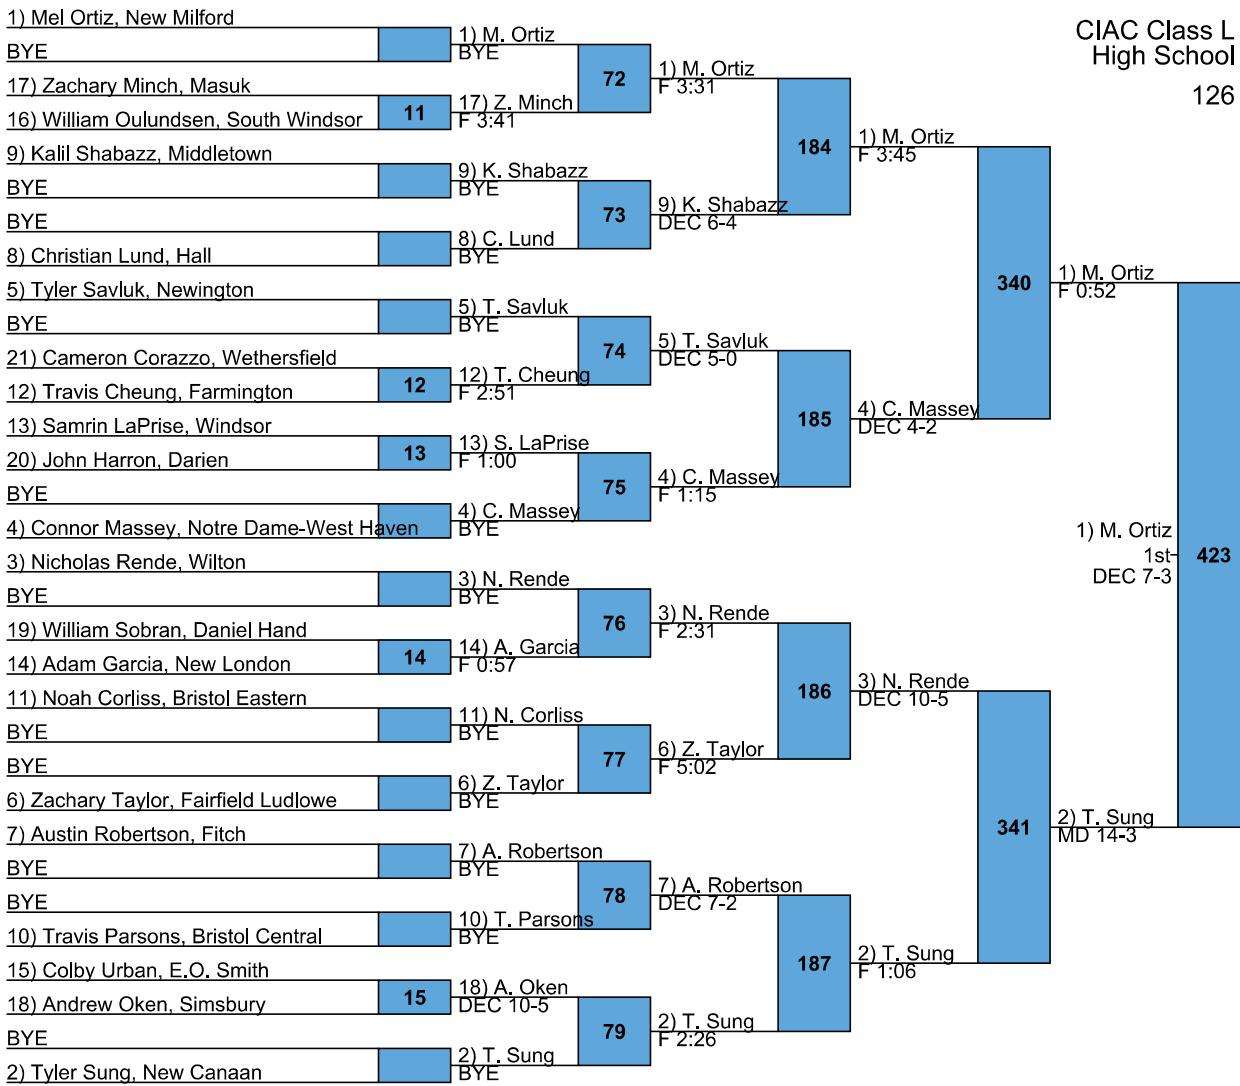 1) Mel Ortiz, New Milford
BYE
17) Zachary Minch, Masuk
16) William Oulundsen, South Windsor
9) Kalil Shabazz, Middletown
BYE
BYE
8) Christian Lund, Hall
5) Tyler Savluk, Newington
BYE
21) Cameron Corazzo, Wethersfield
12) Travis Cheung, Farmington
13) Samrin LaPrise, Windsor
20) John Harron, Darien
BYE
4) Connor Massey, Notre Dame-West Haven
3) Nicholas Rende, Wilton
BYE
19) William Sobran, Daniel Hand
14) Adam Garcia, New London
11) Noah Corliss, Bristol Eastern
BYE
BYE
6) Zachary Taylor, Fairfield Ludlowe
7) Austin Robertson, Fitch
BYE
BYE
10) Travis Parsons, Bristol Central
15) Colby Urban, E.O. Smith
18) Andrew Oken, Simsbury
BYE
2) Tyler Sung, New Canaan
11
12
13
14
15
1) M. Ortiz
BYE
17) Z. Minch
F 3:41
9) K. Shabazz
BYE
8) C. Lund
BYE
5) T. Savluk
BYE
12) T. Cheung
F 2:51
13) S. LaPrise
F 1:00
4) C. Massey
BYE
3) N. Rende
BYE
14) A. Garcia
F 0:57
11) N. Corliss
BYE
6) Z. Taylor
BYE
7) A. Robertson
BYE
10) T. Parsons
BYE
18) A. Oken
DEC 10-5
2) T. Sung
BYE
72
73
74
75
76
77
78
79
1) M. Ortiz
F 3:31
9) K. Shabazz
DEC 6-4
5) T. Savluk
DEC 5-0
4) C. Massey
F 1:15
3) N. Rende
F 2:31
6) Z. Taylor
F 5:02
7) A. Robertson
DEC 7-2
2) T. Sung
F 2:26
184
185
186
187
1) M. Ortiz
F 3:45
4) C. Massey
DEC 4-2
3) N. Rende
DEC 10-5
2) T. Sung
F 1:06
340
341
1) M. Ortiz
F 0:52
2) T. Sung
MD 14-3
423
1) M. Ortiz
1st
DEC 7-3
CIAC Class L
High School
126